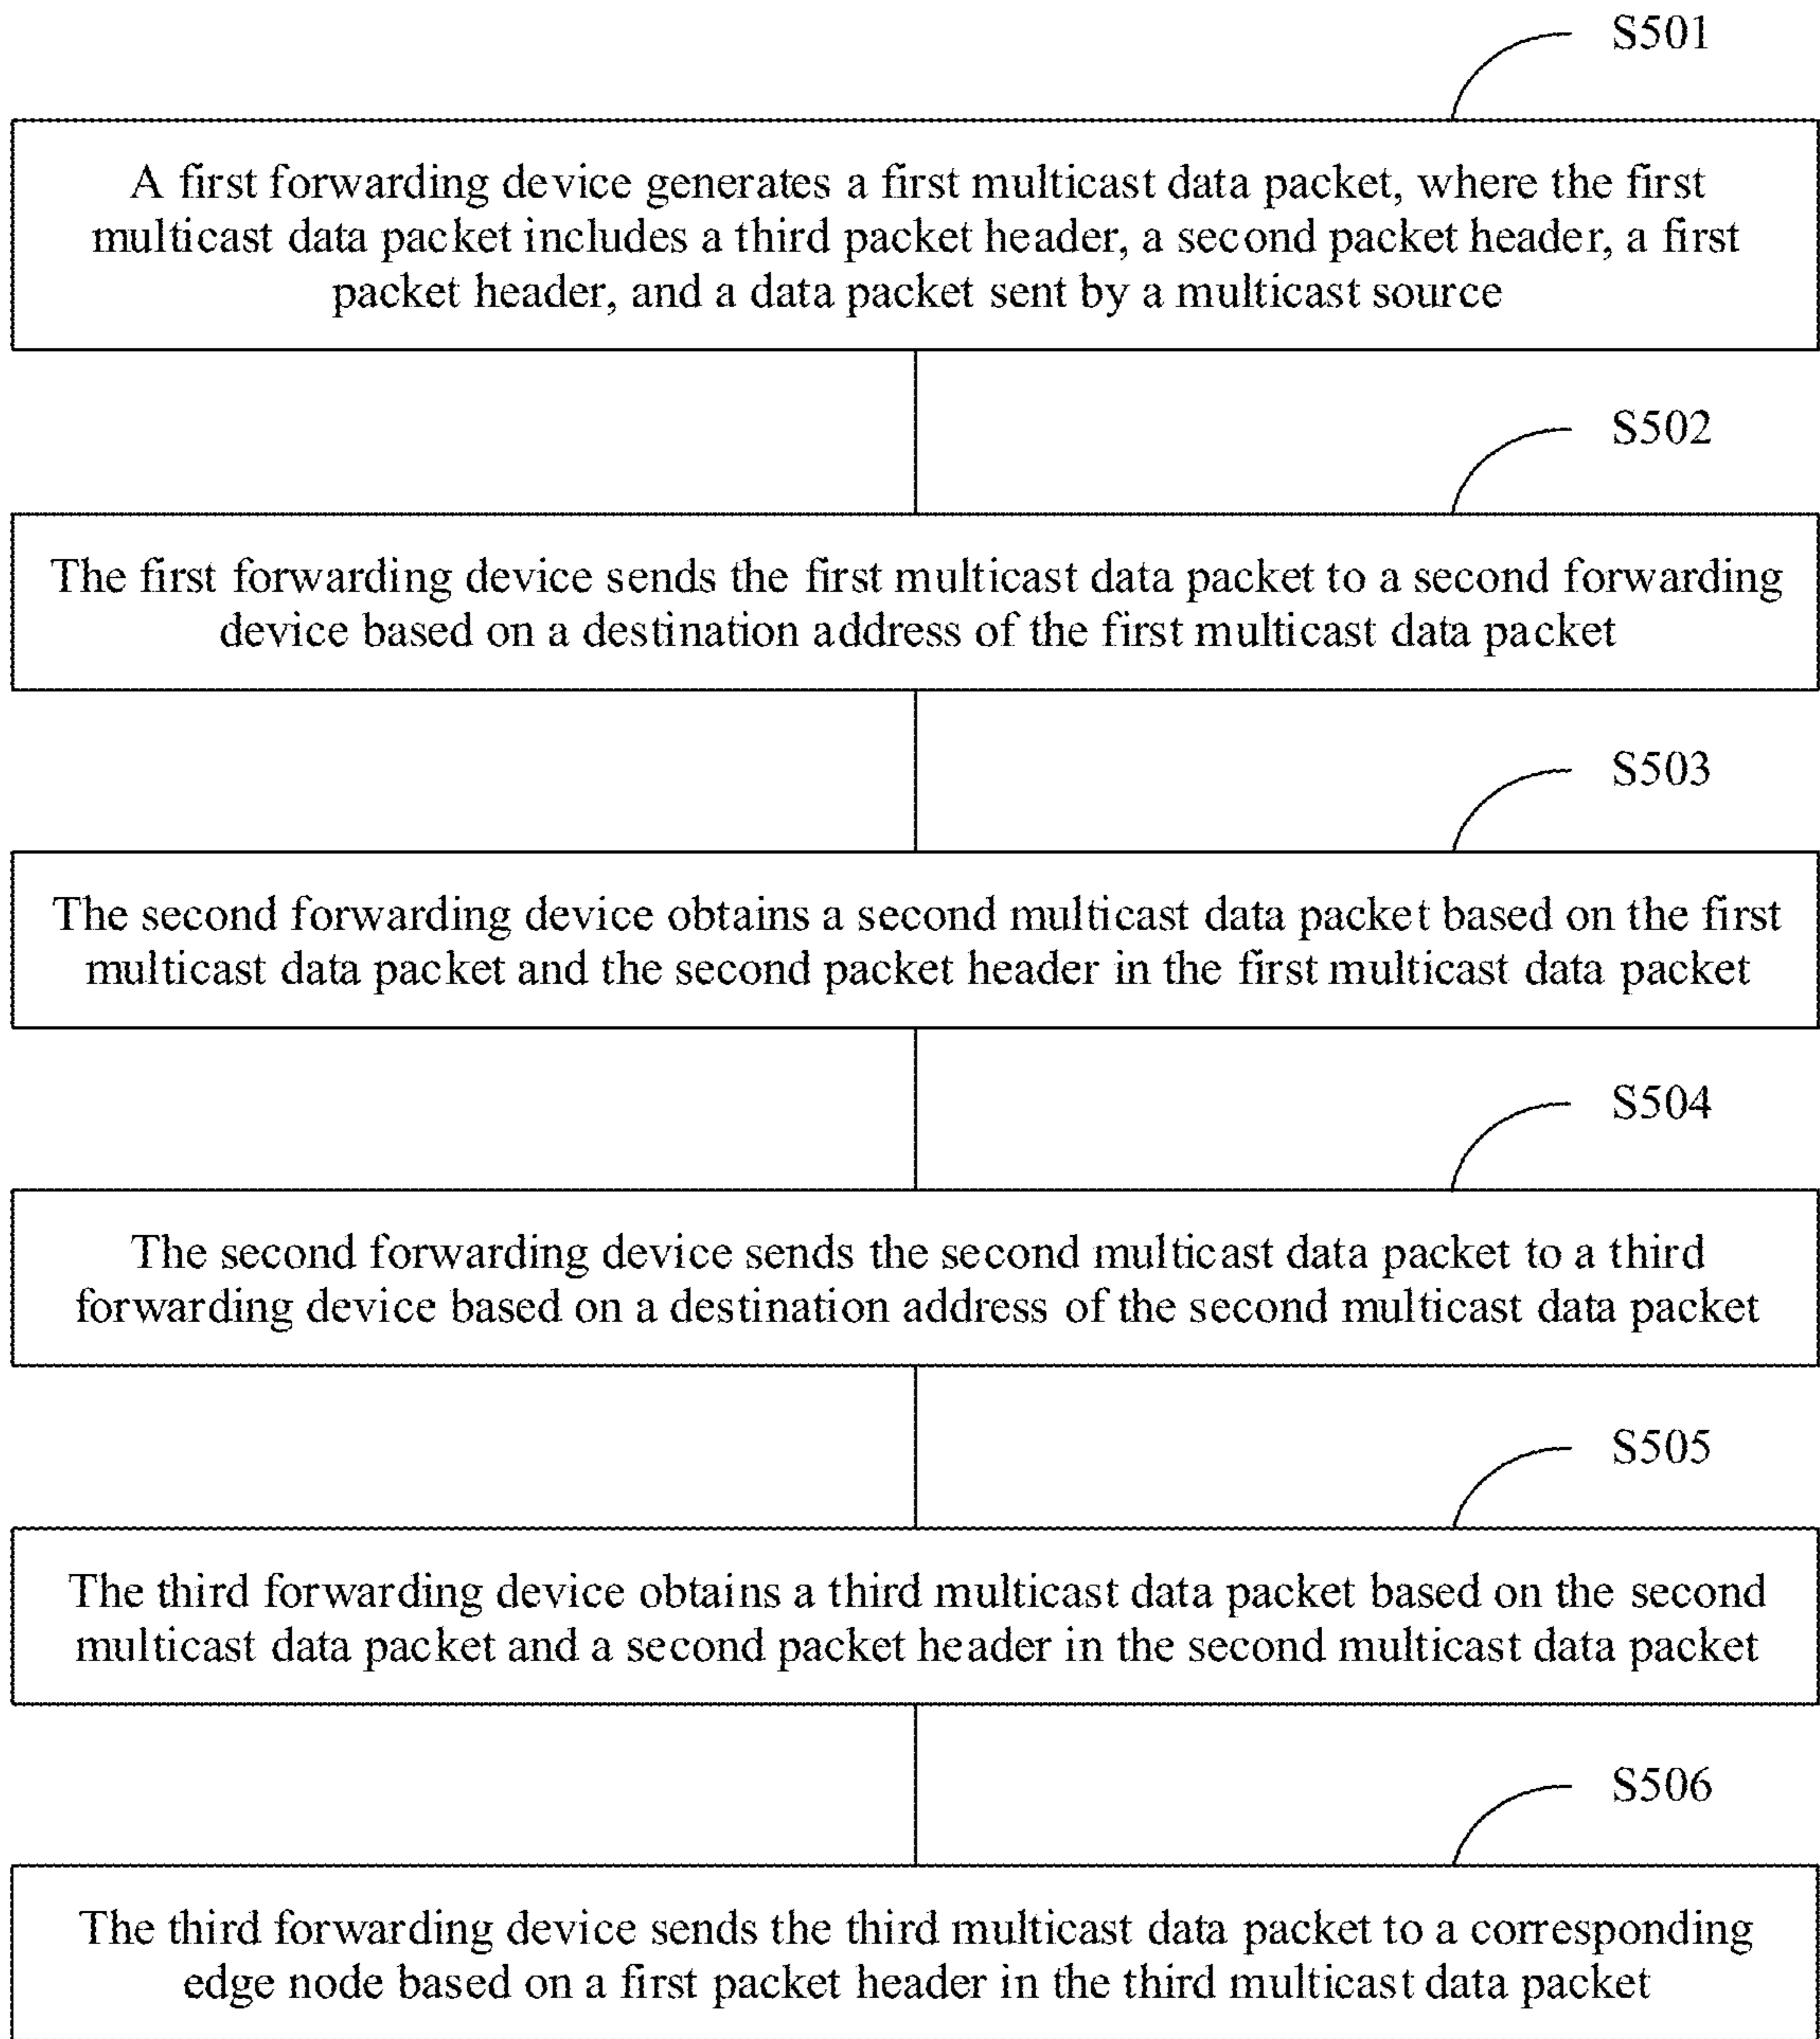 S501
A first forwarding device generates a first multicast data packet, where the first
multicast data packet includes a third packet header, a second packet header, a first
packet header, and a data packet sent by a multicast source
S502
The first forwarding device sends the first multicast data packet to a second forwarding
device based on a destination address of the first multicast data packet
S503
The second forwarding device obtains a second multicast data packet based on the first
multicast data packet and the second packet header in the first multicast data packet
S504
The second forwarding device sends the second multicast data packet to a third
forwarding device based on a destination address of the second multicast data packet
S505
The third forwarding device obtains a third multicast data packet based on the second
multicast data packet and a second packet header in the second multicast data packet
S506
The third forwarding device sends the third multicast data packet to a corresponding
edge node based on a first packet header in the third multicast data packet